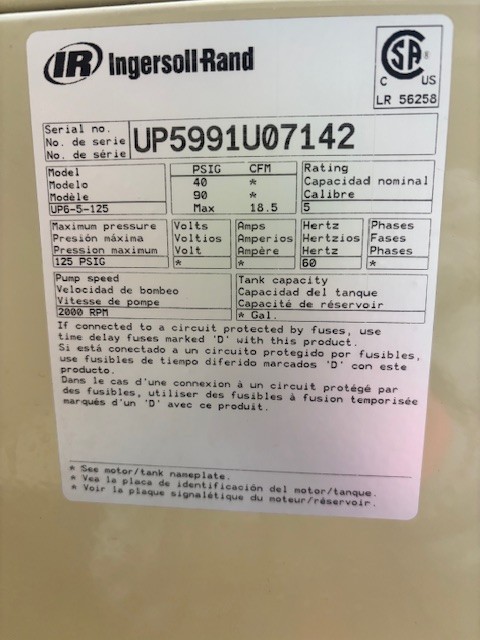 IR Ingersoll-Rand
CSA®
C US
LR 56258
Serial no.
No. de serie
No. de série
UP5991U07142
Model
Modelo
Modèle
UP6-5-125
PSIG CFM
40 *
90 *
Max 18.5
Rating
Capacidad nominal
Calibre
5
Maximum pressure
Presión máxima
Pression maximum
125 PSIG
Volts
Voltios
Volt
*
Amps
Amperios
Ampère
*
Hertz
Hertzios
Hertz
60
Phases
Fases
Phases
*
Pump speed
Velocidad de bombeo
Vitesse de pompe
2000 RPM
Tank capacity
Capacidad del tanque
Capacité de réservoir
* Gal.
If connected to a circuit protected by fuses, use
time delay fuses marked 'D' with this product.
Si está conectado a un circuito protegido por fusibles,
use fusibles de tiempo diferido marcados 'D' con este
producto.
Dans le cas d'une connexion à un circuit protégé par
des fusibles, utiliser des fusibles à fusion temporisée
marqués d'un 'D' avec ce produit.
* See motor/tank nameplate.
* Vea la placa de identificación del motor/tanque.
* Voir la plaque signalétique du moteur/réservoir.